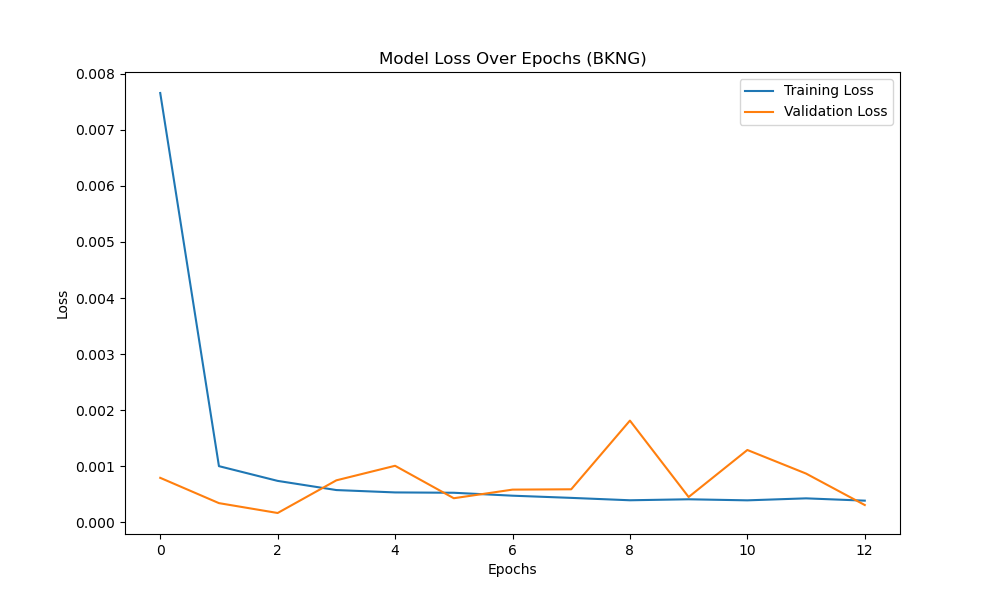 Model Loss Over Epochs (BKNG)
Training Loss
Validation Loss
0.008
0.007
0.006
0.005
0.004
0.003
0.002
0.001
0.000
Loss
0 2 4 6 8 10 12
Epochs